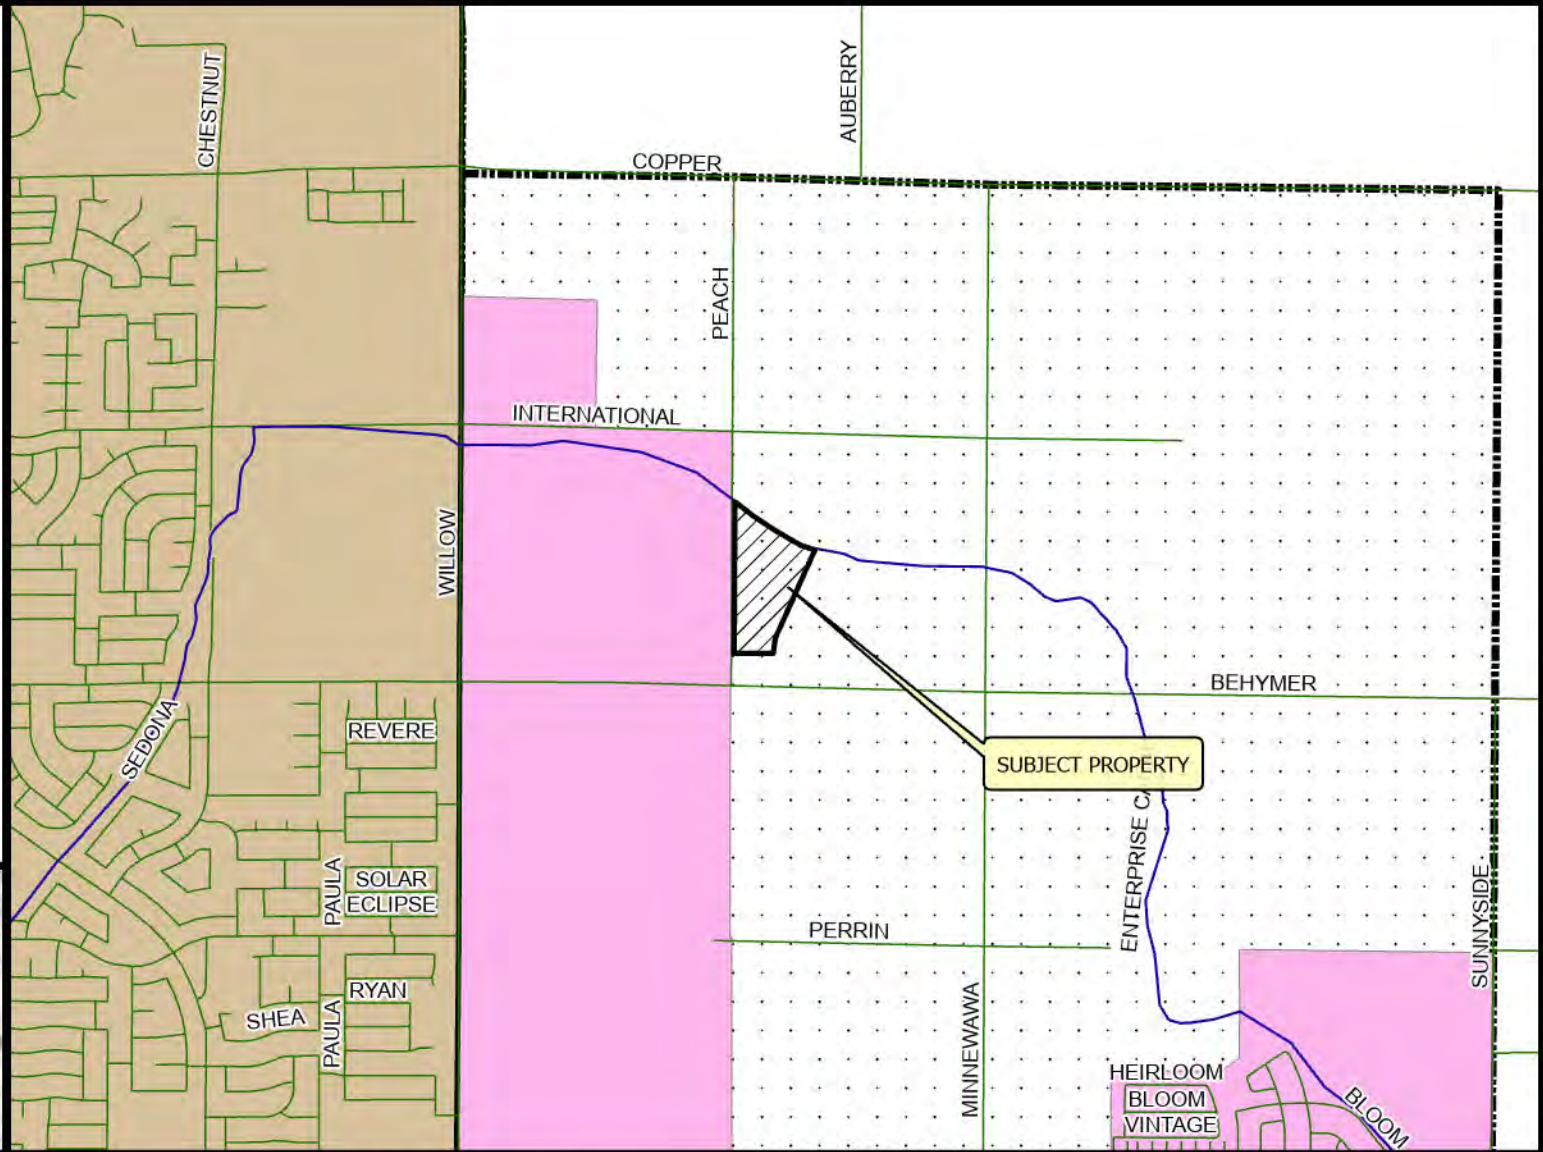 AUBERRY
CHESTNUT
COPPER
PEACH
INTERNATIONAL
WILLOW
BEHYMER
SEDONA
REVERE
SUBJECT PROPERTY
ENTERPRISE CA
PAULA
SOLAR
ECLIPSE
SUNNYSIDE
PERRIN
RYAN
SHEA
PAULA
MINNEWAWA
HEIRLOOM
BLOOM
VINTAGE
BLOOM